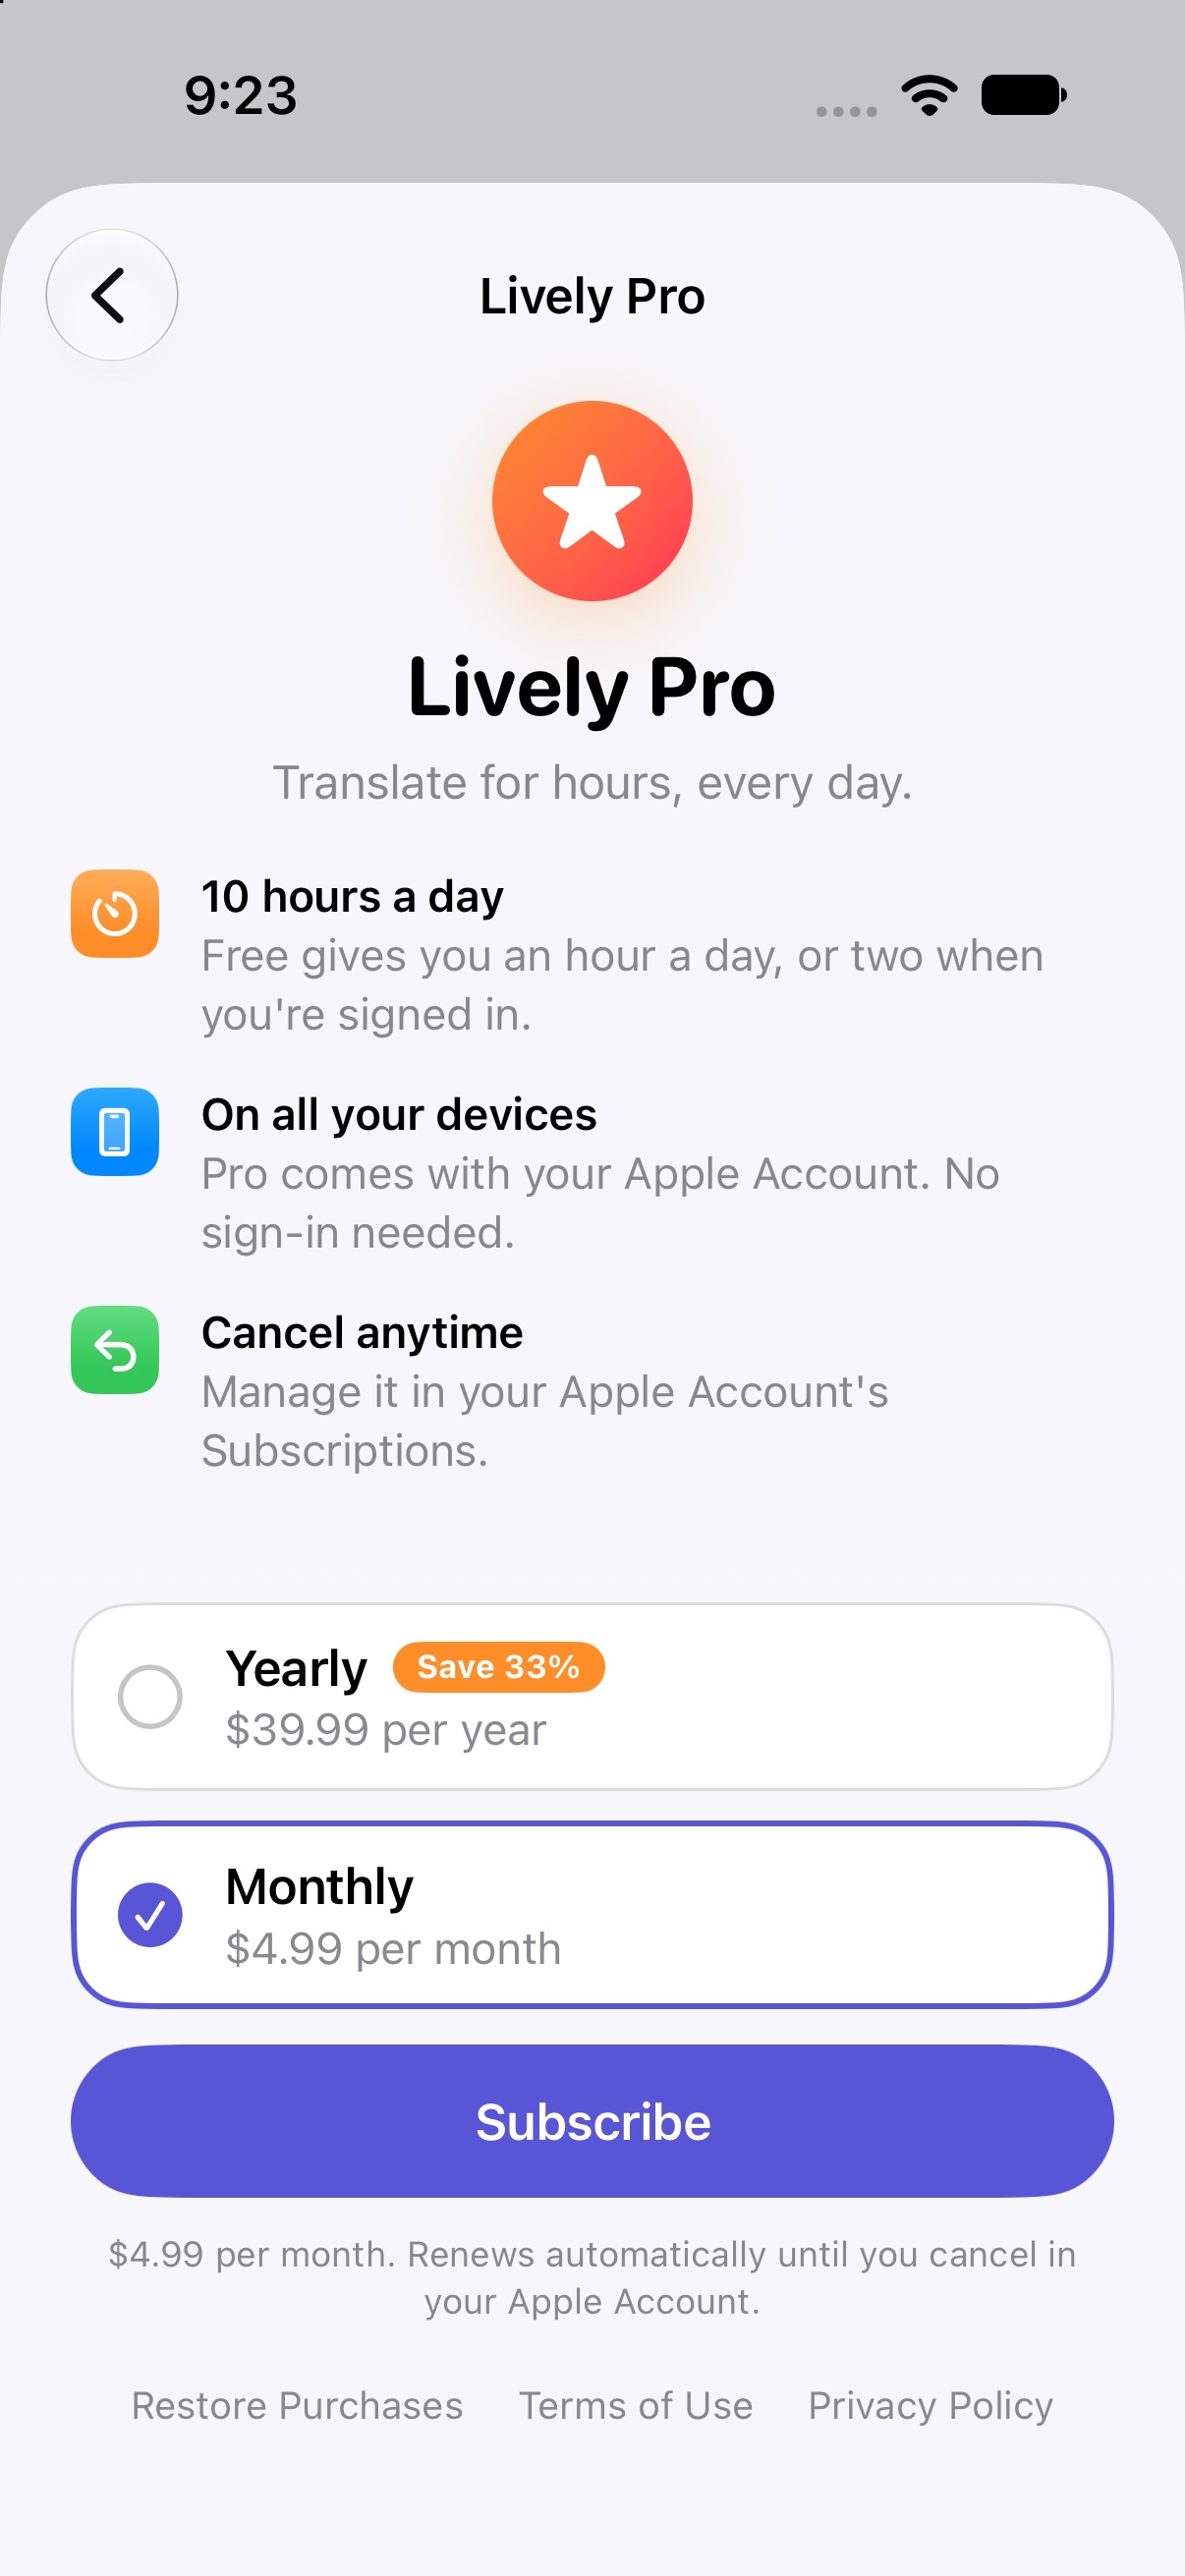 9:23
Lively Pro
Lively Pro
Translate for hours, every day.
10 hours a day
Free gives you an hour a day, or two when
you're signed in.
On all your devices
Pro comes with your Apple Account. No
sign-in needed.
Cancel anytime
Manage it in your Apple Account's
Subscriptions.
Yearly Save 33%
$39.99 per year
Monthly
$4.99 per month
Subscribe
$4.99 per month. Renews automatically until you cancel in
your Apple Account.
Restore Purchases Terms of Use Privacy Policy